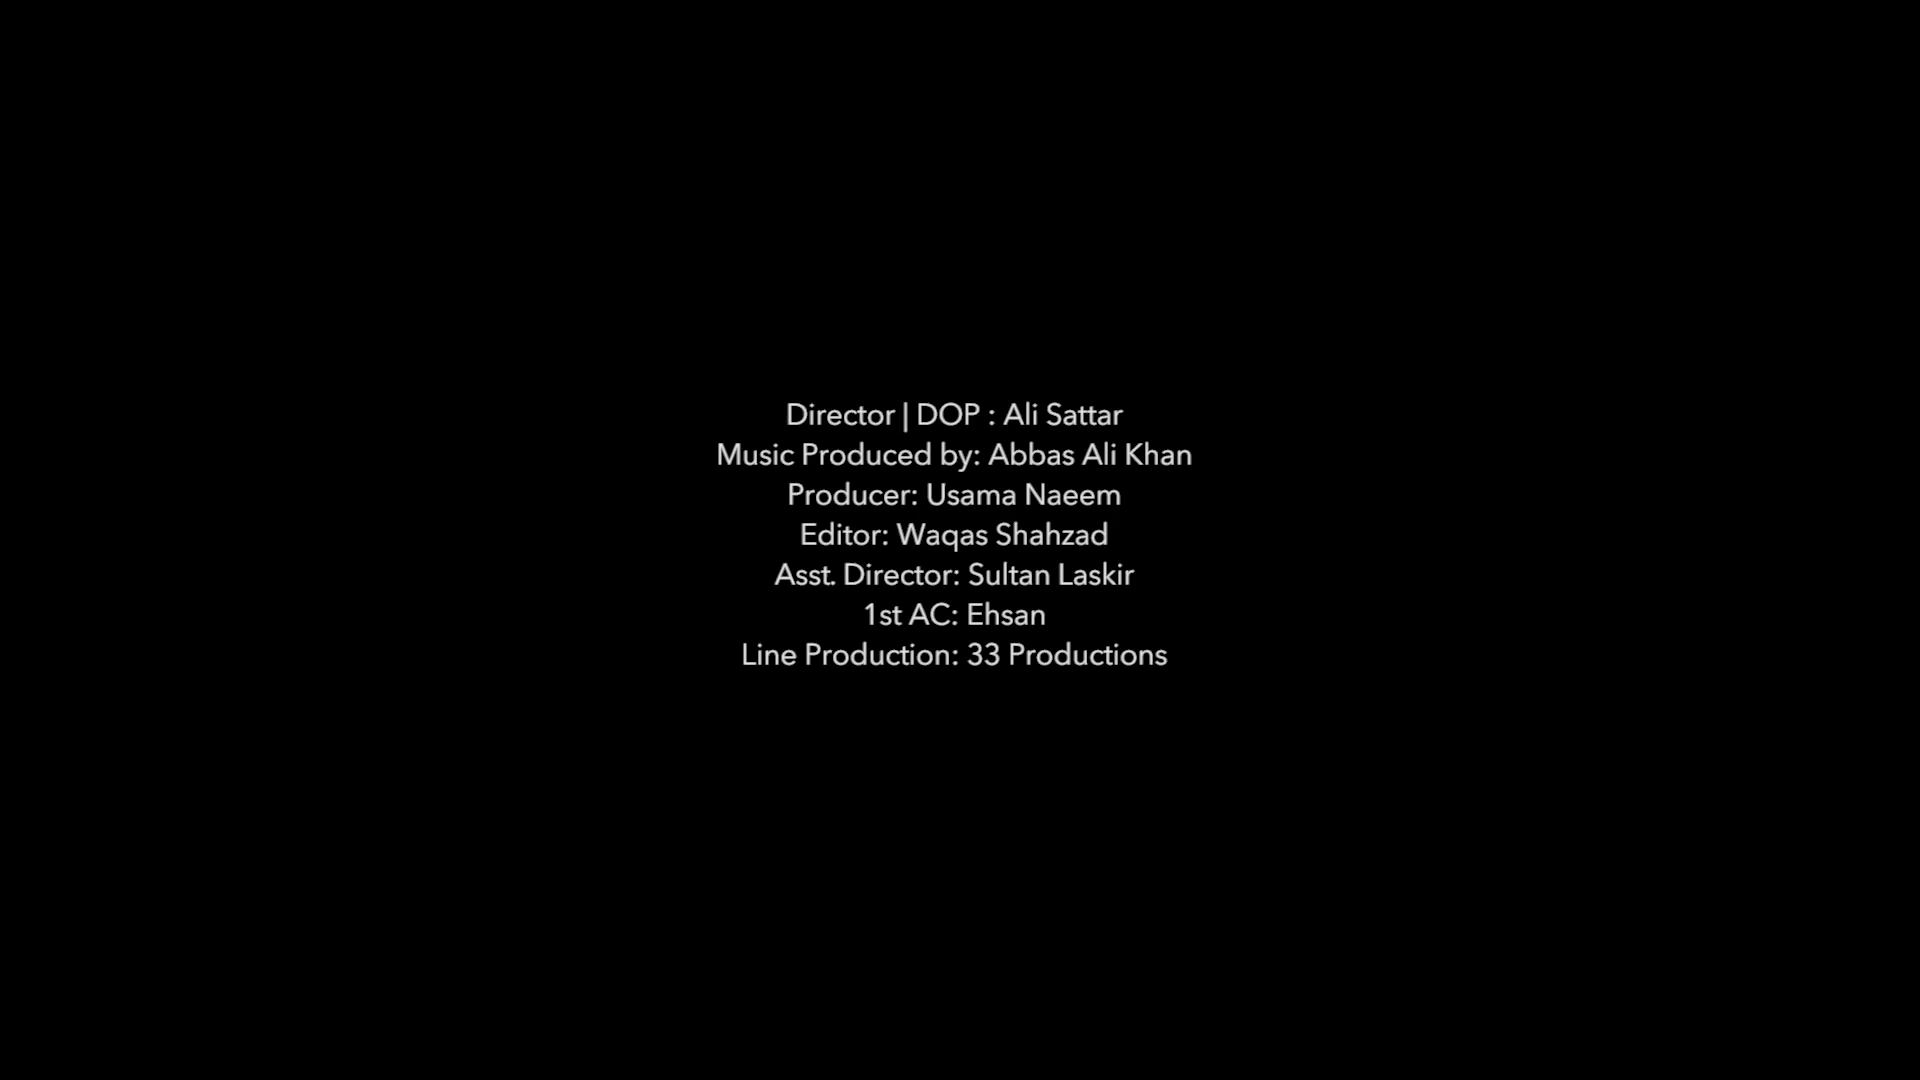 Director | DOP : Ali Sattar
Music Produced by: Abbas Ali Khan
Producer: Usama Naeem
Editor: Waqas Shahzad
Asst. Director: Sultan Laskir
1st AC: Ehsan
Line Production: 33 Productions